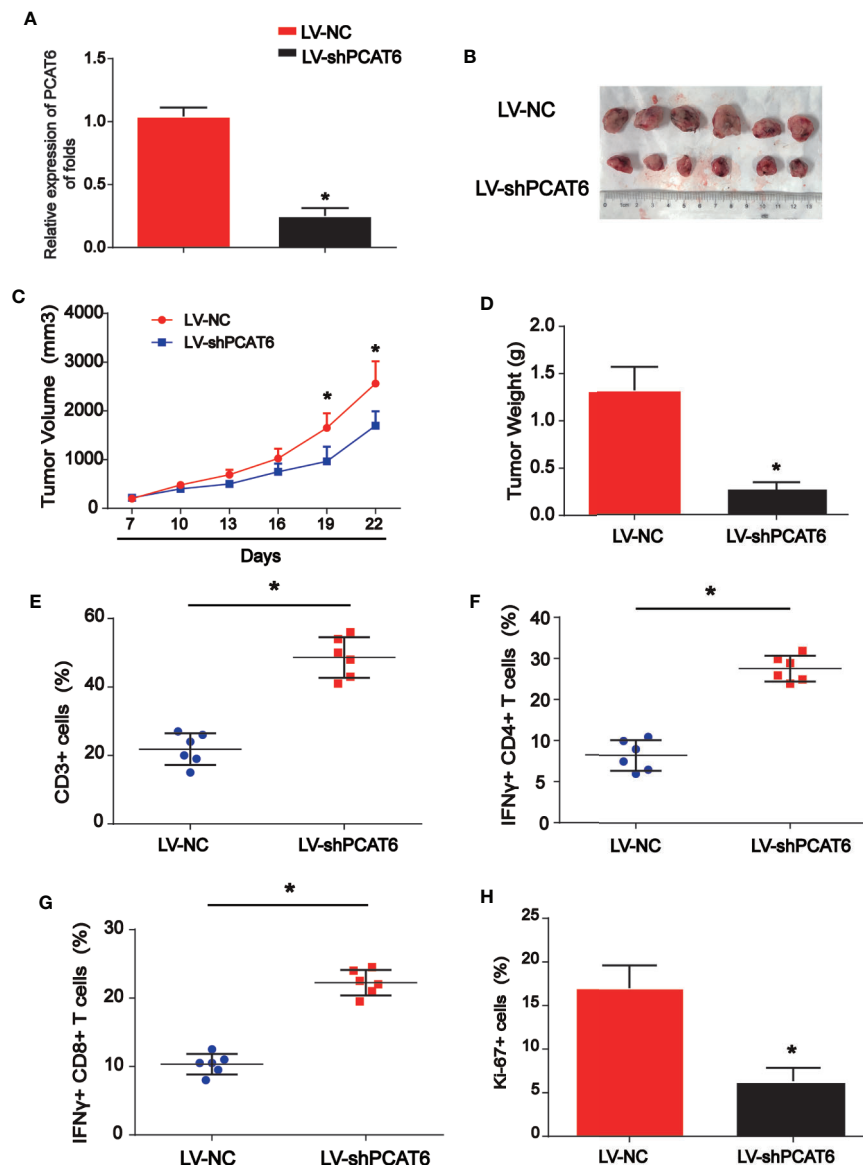 A
LV-NC
LV-shPCAT6
Relative expression of PCAT6
of folds
1.5
1.0
0.5
0.0
*
B
LV-NC
LV-shPCAT6
C
LV-NC
LV-shPCAT6
Tumor Volume (mm3)
4000
3000
2000
1000
0
*
*
7 10 13 16 19 22
Days
D
Tumor Weight (g)
2.0
1.5
1.0
0.5
0.0
*
LV-NC LV-shPCAT6
E
CD3+ cells (%)
60
40
20
0
*
LV-NC LV-shPCAT6
F
IFNγ+ CD4+ T cells (%)
40
30
20
10
5
0
*
LV-NC LV-shPCAT6
G
IFNγ+ CD8+ T cells (%)
30
20
10
0
*
LV-NC LV-shPCAT6
H
Ki-67+ cells (%)
25
20
15
10
5
0
*
LV-NC LV-shPCAT6